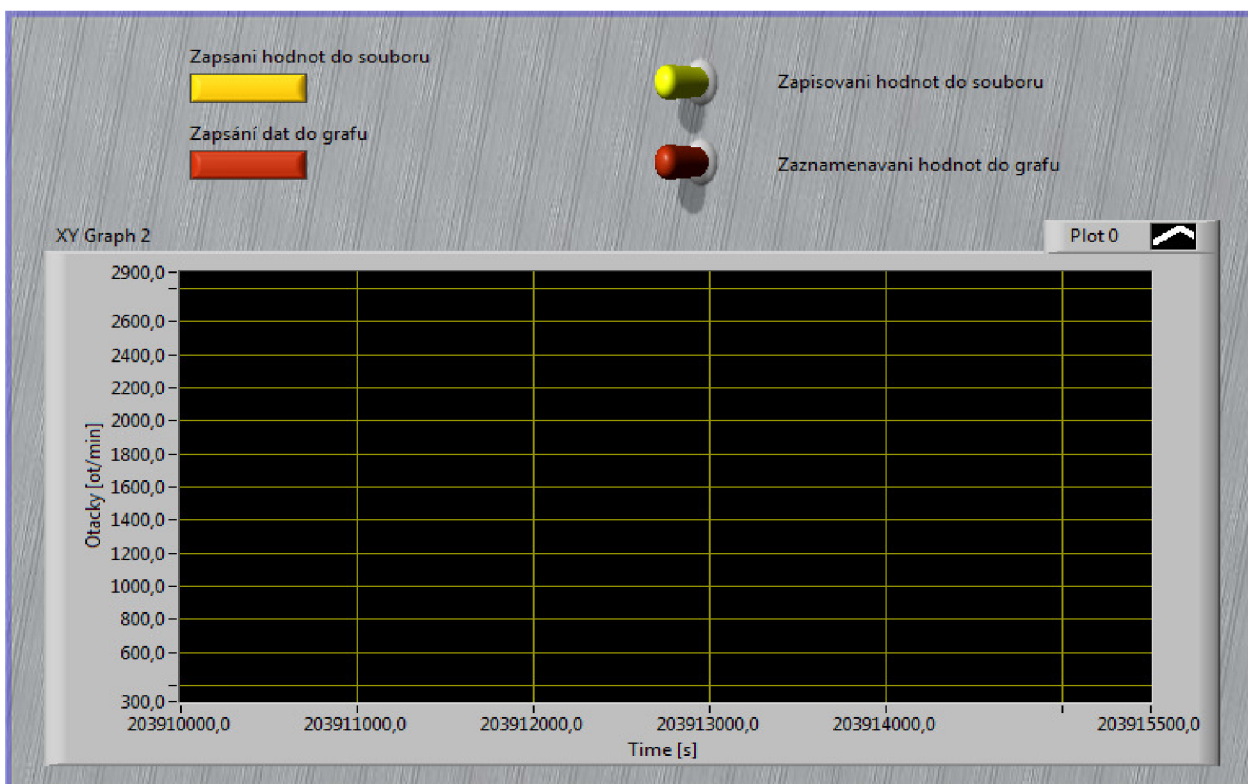 Zapsani hodnot do souboru
Zapisovani hodnot do souboru
Zapsání dat do grafu
Zaznamenavani hodnot do grafu
XY Graph 2
Plot 0
2900,0
2600,0
2400,0
2200,0
2000,0
1800,0
1600,0
1400,0
1200,0
1000,0
800,0
600,0
300,0
Otacky [ot/min]
203910000,0
203911000,0
203912000,0
203913000,0
203914000,0
203915500,0
Time [s]